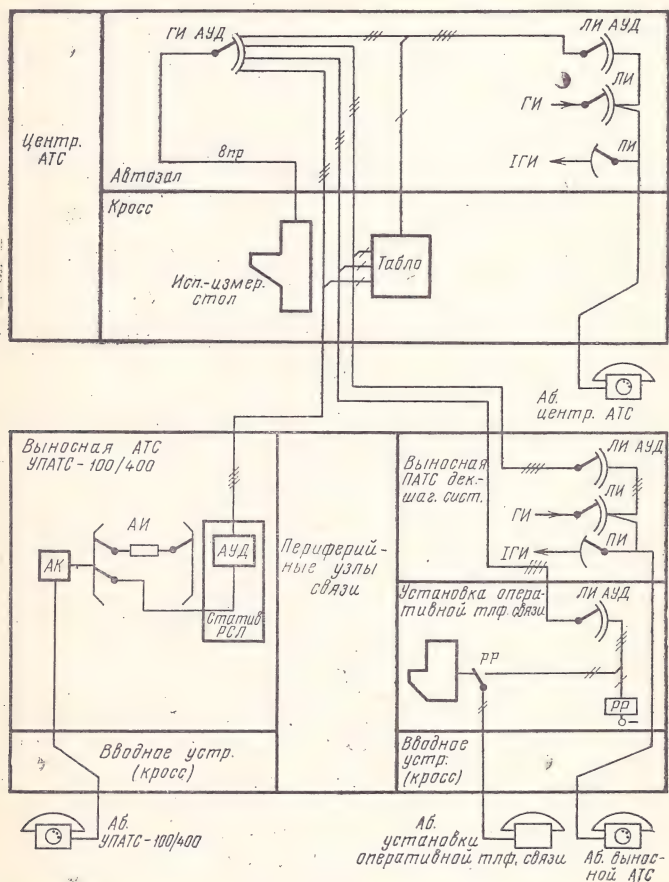 ГИ АУД
ЛИ АУД
ЛИ
ГИ
ПИ
IГИ
Центр.
АТС
8пр
Автозал
Кросс
Исп.-измер.
стол
Табло
Аб.
центр. АТС
Выносная АТС
УПАТС-100/400
АИ
АК
АУД
Статив
РСЛ
Периферий-
ные узлы
связи
Выносная
ПАТС дек.-
шаг. сист.
ЛИ АУД
ЛИ
ГИ
ПИ
IГИ
Установка опера-
тивной тлф. связи
ЛИ АУД
РР
РР
Вводное устр.
(кросс)
Вводное
устр.
(кросс)
Аб.
УПАТС-100/400
Аб.
установки
оперативной тлф. связи
Аб. вынос-
ной АТС